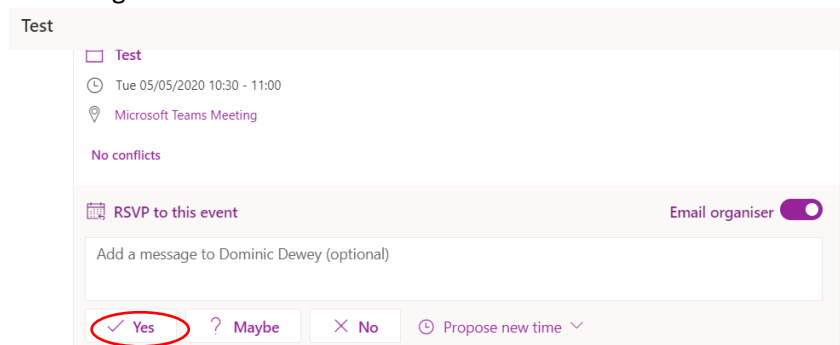 Test
Test
Tue 05/05/2020 10:30 - 11:00
Microsoft Teams Meeting
No conflicts
RSVP to this event Email organiser
Add a message to Dominic Dewey (optional)
Yes ? Maybe No Propose new time